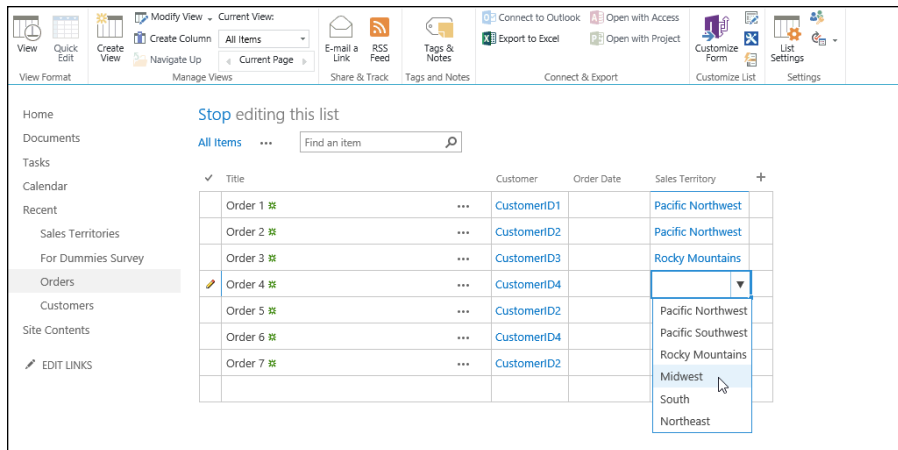 Modify View Current View: Connect to Outlook Open with Access
Create Column All Items Export to Excel Open with Project
View Quick Edit Create View Navigate Up Current Page E-mail a Link RSS Feed Tags & Notes Customize Form List Settings
View Format Manage Views Share & Track Tags and Notes Connect & Export Customize List Settings
Home
Documents
Tasks
Calendar
Recent
Sales Territories
For Dummies Survey
Orders
Customers
Site Contents
EDIT LINKS
Stop editing this list
All Items ... Find an item
Title Customer Order Date Sales Territory +
Order 1 ... CustomerID1 Pacific Northwest
Order 2 ... CustomerID2 Pacific Northwest
Order 3 ... CustomerID3 Rocky Mountains
Order 4 ... CustomerID4
Order 5 ... CustomerID2
Order 6 ... CustomerID4
Order 7 ... CustomerID2
Pacific Northwest
Pacific Southwest
Rocky Mountains
Midwest
South
Northeast